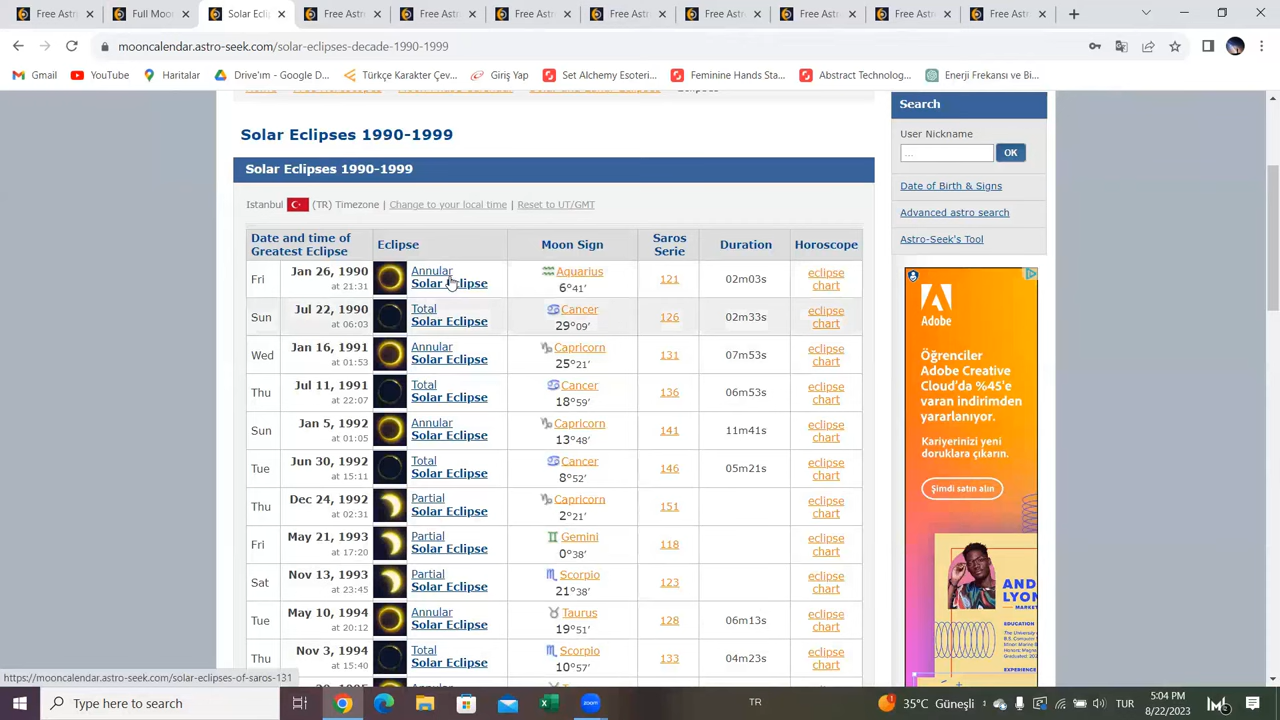 Free Astr
Full Moo
Solar Ecli
Free Astr
Free Astr
Free Astr
Free Astr
Free Astr
Free Astr
Free Astr
Free Astr
mooncalendar.astro-seek.com/solar-eclipses-decade-1990-1999
Gmail
YouTube
Haritalar
Drive'ım - Google D...
Türkçe Karakter Çev...
Giriş Yap
Set Alchemy Esoteri...
Feminine Hands Sta...
Abstract Technolog...
Enerji Frekansı ve Bi...
Solar Eclipses 1990-1999
Solar Eclipses 1990-1999
Istanbul (TR) Timezone | Change to your local time | Reset to UT/GMT
Date and time of Greatest Eclipse Eclipse Moon Sign Saros Serie Duration Horoscope
Fri Jan 26, 1990 at 21:31 Annular Solar Eclipse Aquarius 6°41' 121 02m03s eclipse chart
Sun Jul 22, 1990 at 06:03 Total Solar Eclipse Cancer 29°09' 126 02m33s eclipse chart
Wed Jan 16, 1991 at 01:53 Annular Solar Eclipse Capricorn 25°21' 131 07m53s eclipse chart
Thu Jul 11, 1991 at 22:07 Total Solar Eclipse Cancer 18°59' 136 06m53s eclipse chart
Sun Jan 5, 1992 at 01:05 Annular Solar Eclipse Capricorn 13°48' 141 11m41s eclipse chart
Tue Jun 30, 1992 at 15:11 Total Solar Eclipse Cancer 8°52' 146 05m21s eclipse chart
Thu Dec 24, 1992 at 02:31 Partial Solar Eclipse Capricorn 2°21' 151 eclipse chart
Fri May 21, 1993 at 17:20 Partial Solar Eclipse Gemini 0°38' 118 eclipse chart
Sat Nov 13, 1993 at 23:45 Partial Solar Eclipse Scorpio 21°38' 123 eclipse chart
Tue May 10, 1994 at 20:12 Annular Solar Eclipse Taurus 19°51' 128 06m13s eclipse chart
Thu Nov 3, 1994 at 15:40 Total Solar Eclipse Scorpio 10°57' 133 04m23s eclipse chart
https://mooncalendar.astro-seek.com/solar-eclipses-of-saros-131
Search
User Nickname
...
OK
Date of Birth & Signs
Advanced astro search
Astro-Seek's Tool
Adobe
Öğrenciler
Adobe Creative
Cloud'da %45'e
varan indirimden
yararlanıyor.
Kariyerinizi yeni
doruklara çıkarın.
Şimdi satın alın
AND
LYON
MARKET
EDUCATION
EXPERIENCE
Type here to search
TR
35°C Güneşli
TUR
5:04 PM
8/22/2023
zoom